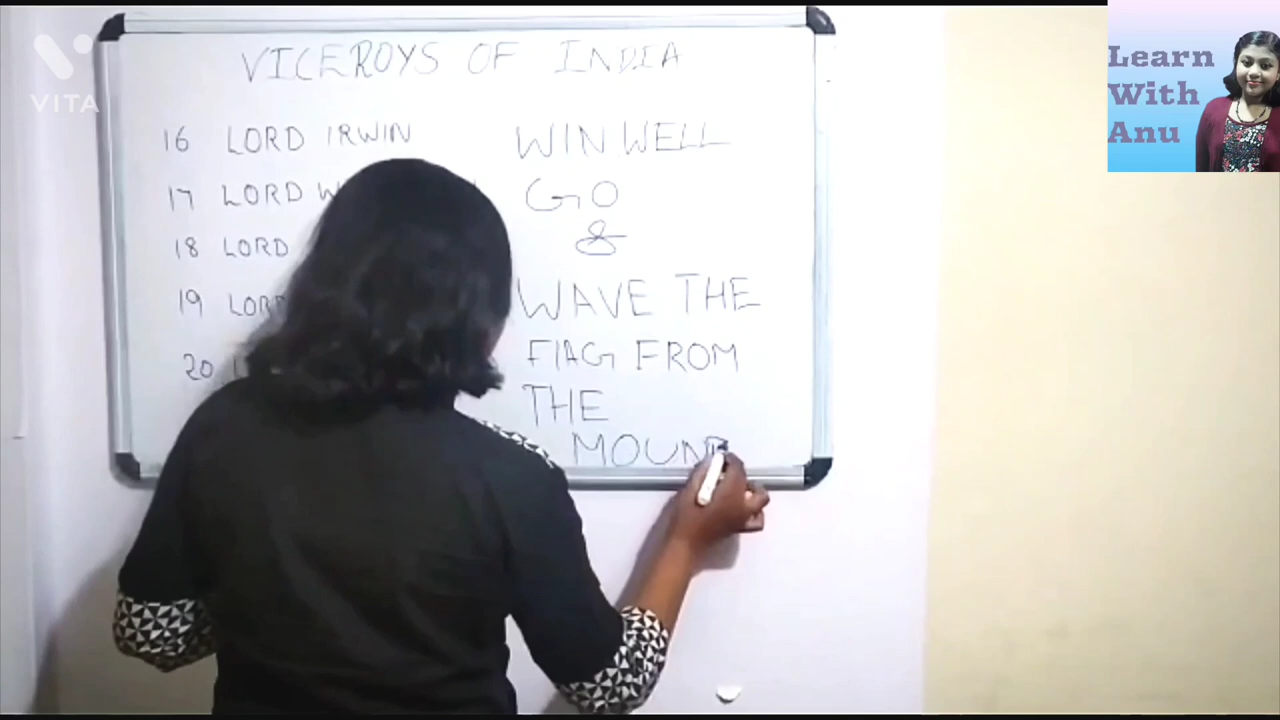 VITA
Learn
With
Anu
VICEROYS OF INDIA
16 LORD IRWIN WIN WELL
17 LORD GO
18 LORD &
19 LORD WAVE THE
20 FlAG FROM
THE
MOUN